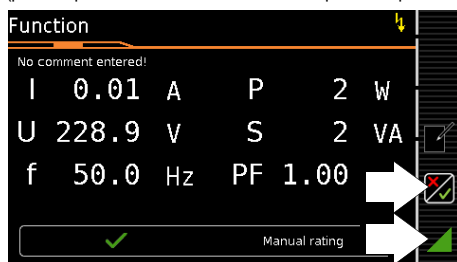 Function
No comment entered!
I 0.01 A P 2 W
U 228.9 V S 2 VA
f 50.0 Hz PF 1.00
Manual rating